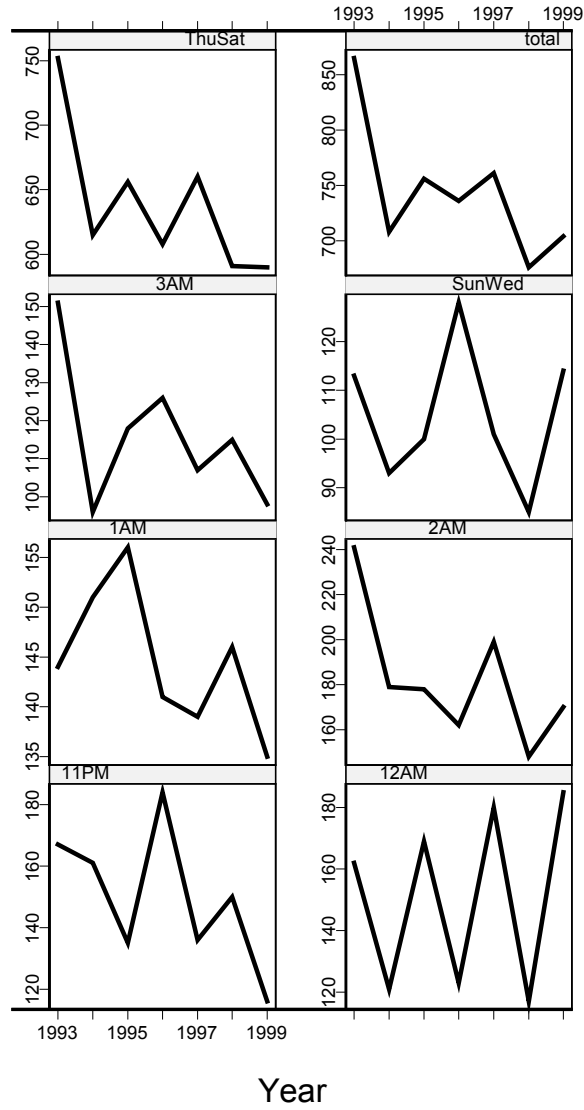 1993 1995 1997 1999
ThuSat
total
600 650 700 750
700 750 800 850
3AM
SunWed
100 110 120 130 140 150
90 100 110 120
1AM
2AM
135 140 145 150 155
160 180 200 220 240
11PM
12AM
120 140 160 180
120 140 160 180
1993 1995 1997 1999
Year